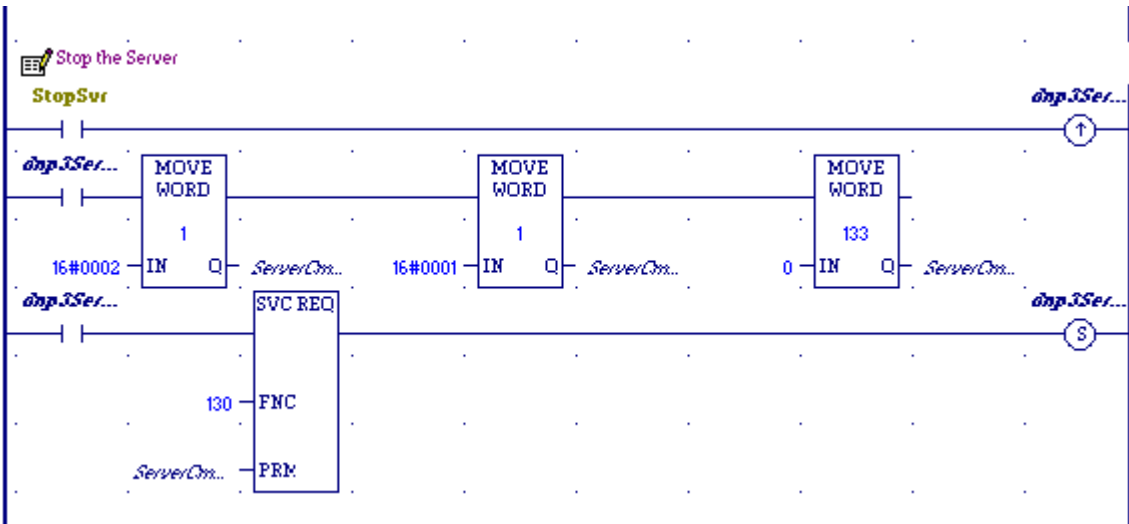 Stop the Server
StopSvr dnp3Ser...
↑
dnp3Ser... MOVE MOVE MOVE
WORD WORD WORD
1 1 133
16#0002 IN Q ServerCm... 16#0001 IN Q ServerCm... 0 IN Q ServerCm...
dnp3Ser... SVC REQ dnp3Ser...
S
130 FNC
ServerCm... PRM